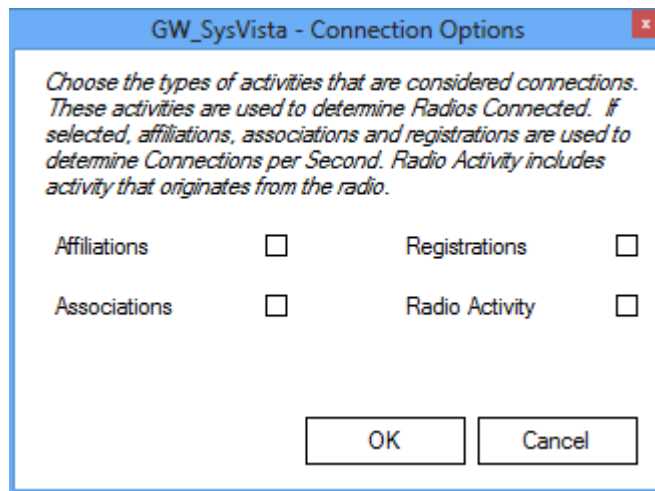 GW_SysVista - Connection Options
x
Choose the types of activities that are considered connections.
These activities are used to determine Radios Connected. If
selected, affiliations, associations and registrations are used to
determine Connections per Second. Radio Activity includes
activity that originates from the radio.
Affiliations Registrations
Associations Radio Activity
OK Cancel